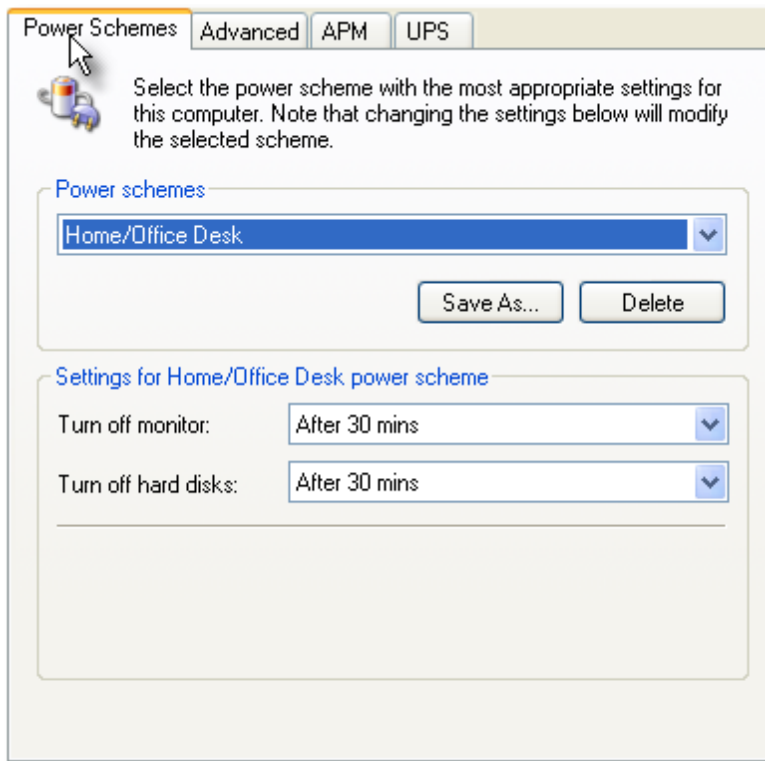 Power Schemes Advanced APM UPS
Select the power scheme with the most appropriate settings for
this computer. Note that changing the settings below will modify
the selected scheme.
Power schemes
Home/Office Desk
Save As... Delete
Settings for Home/Office Desk power scheme
Turn off monitor: After 30 mins
Turn off hard disks: After 30 mins